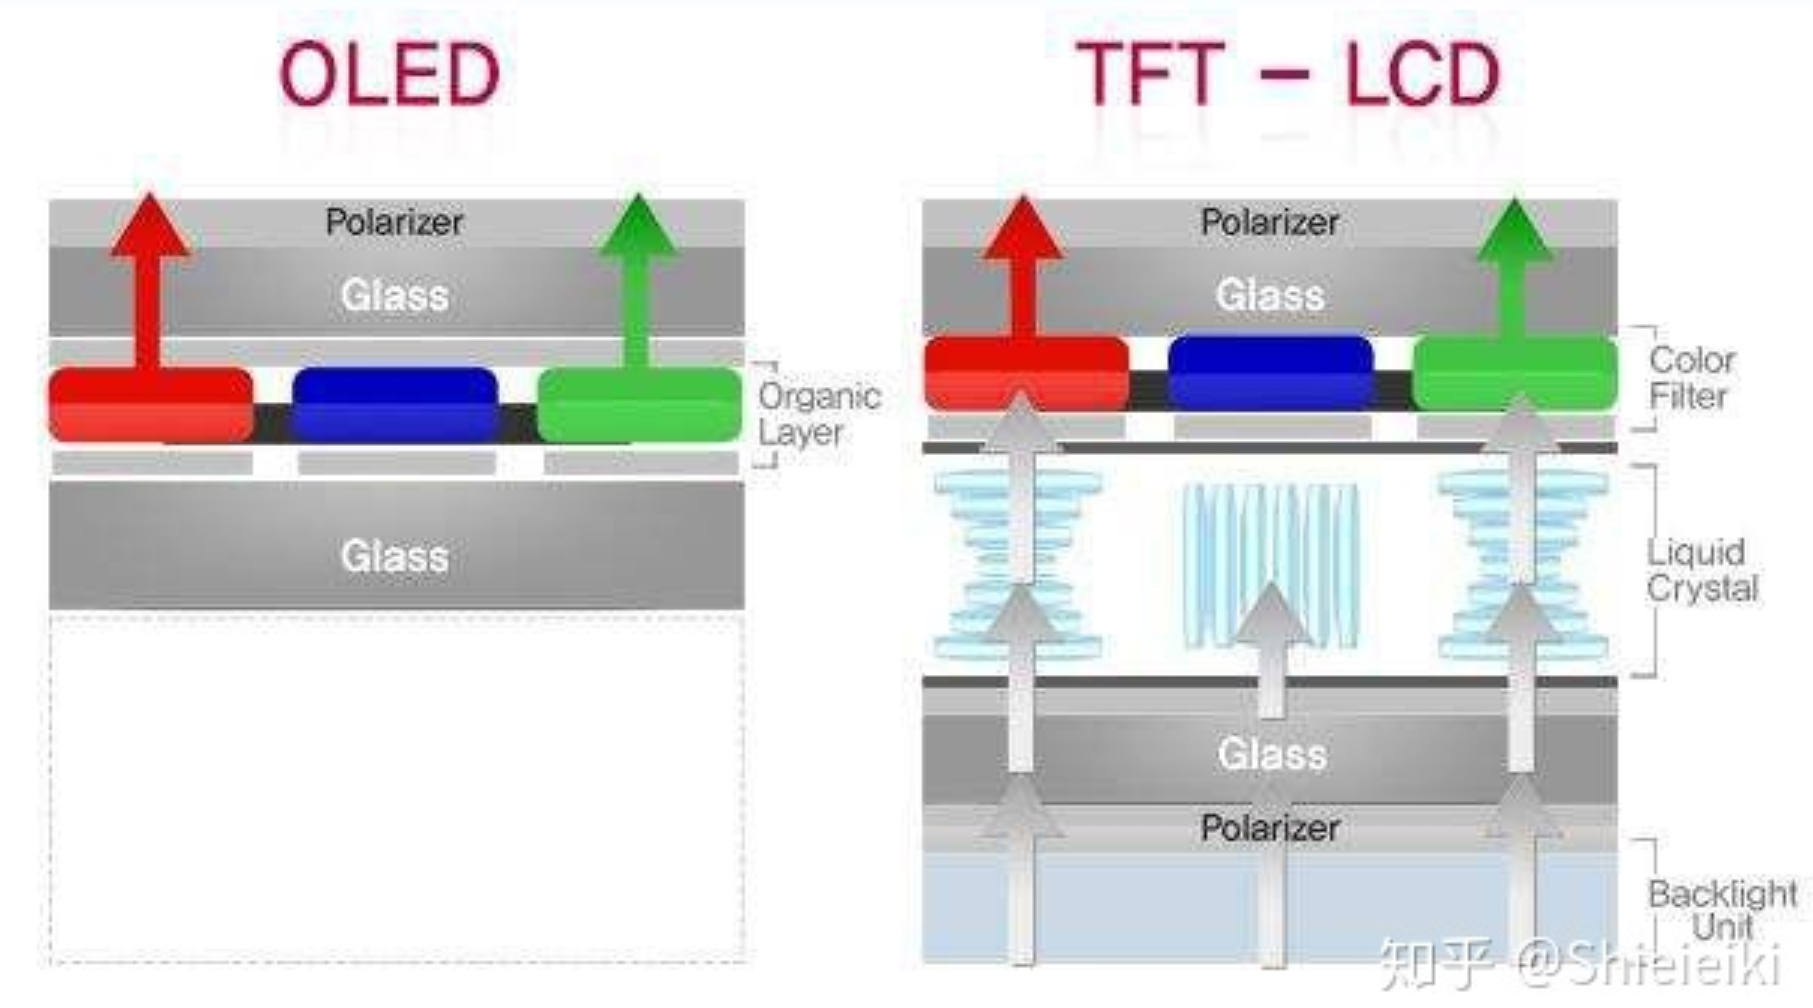 OLED
Polarizer
Glass
Organic
Layer
Glass
TFT – LCD
Polarizer
Glass
Color
Filter
Liquid
Crystal
Glass
Polarizer
Backlight
Unit
知乎 @Shieieiki